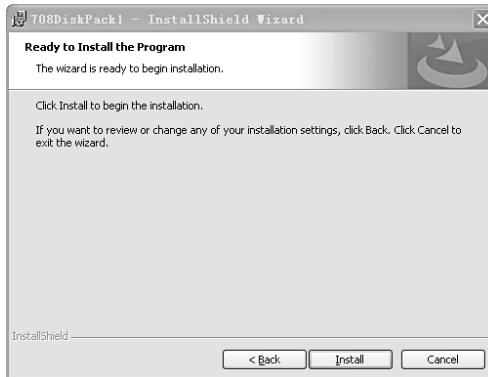 708DiskPack1 - InstallShield Wizard
Ready to Install the Program
The wizard is ready to begin installation.
Click Install to begin the installation.
If you want to review or change any of your installation settings, click Back. Click Cancel to
exit the wizard.
InstallShield
< Back
Install
Cancel